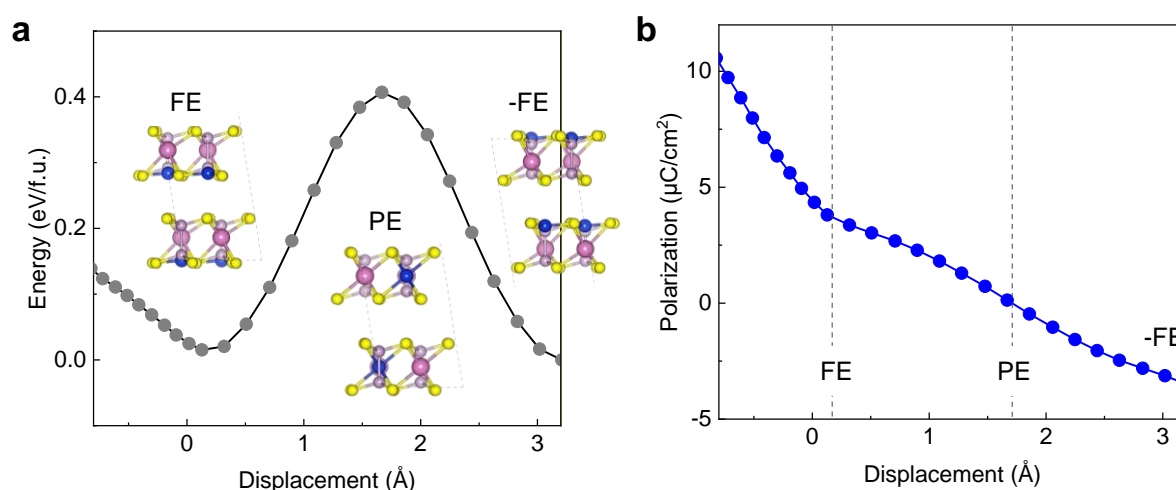 a
b
Energy (eV/f.u.)
0.4
0.2
0.0
FE
PE
-FE
0
1
2
3
Displacement (Å)
Polarization (µC/cm²)
10
5
0
-5
FE
PE
-FE
0
1
2
3
Displacement (Å)